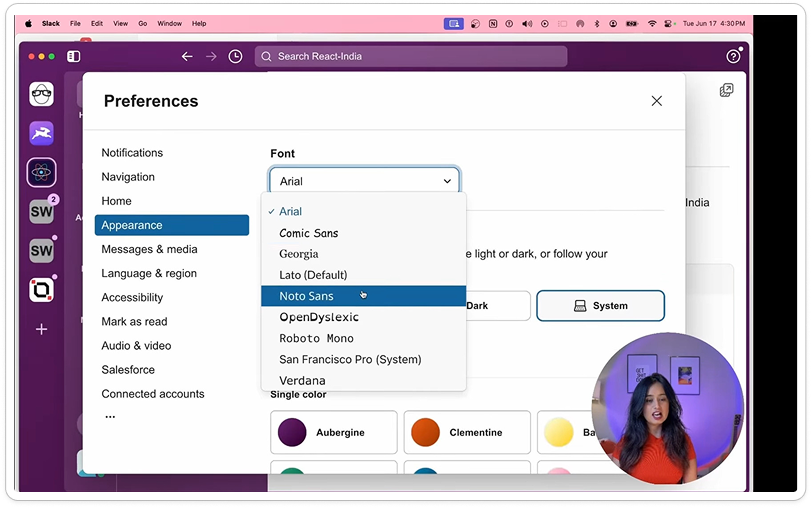 Slack File Edit View Go Window Help Tue Jun 17 4:30 PM
Search React-India
Preferences
Notifications
Navigation
Home
Appearance
Messages & media
Language & region
Accessibility
Mark as read
Audio & video
Salesforce
Connected accounts
...
SW
2
SW
Font
Arial
✓ Arial
Comic Sans
Georgia
Lato (Default)
Noto Sans
OpenDyslexic
Roboto Mono
San Francisco Pro (System)
Verdana
e light or dark, or follow your
Dark
System
Single color
Aubergine
Clementine
Ba
ndia
GET
SHIT